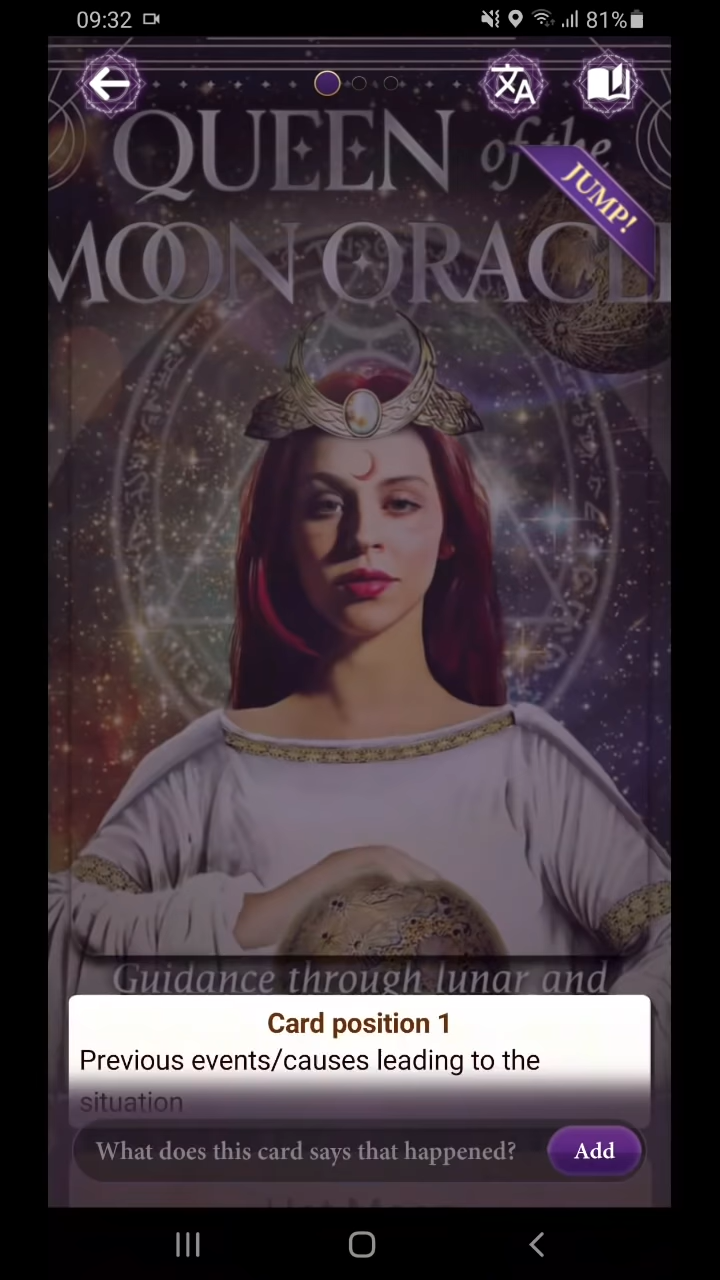 09:32
81%
QUEEN of the
MOON ORACLE
JUMP!
Guidance through lunar and
Card position 1
Previous events/causes leading to the
situation
What does this card says that happened?
Add